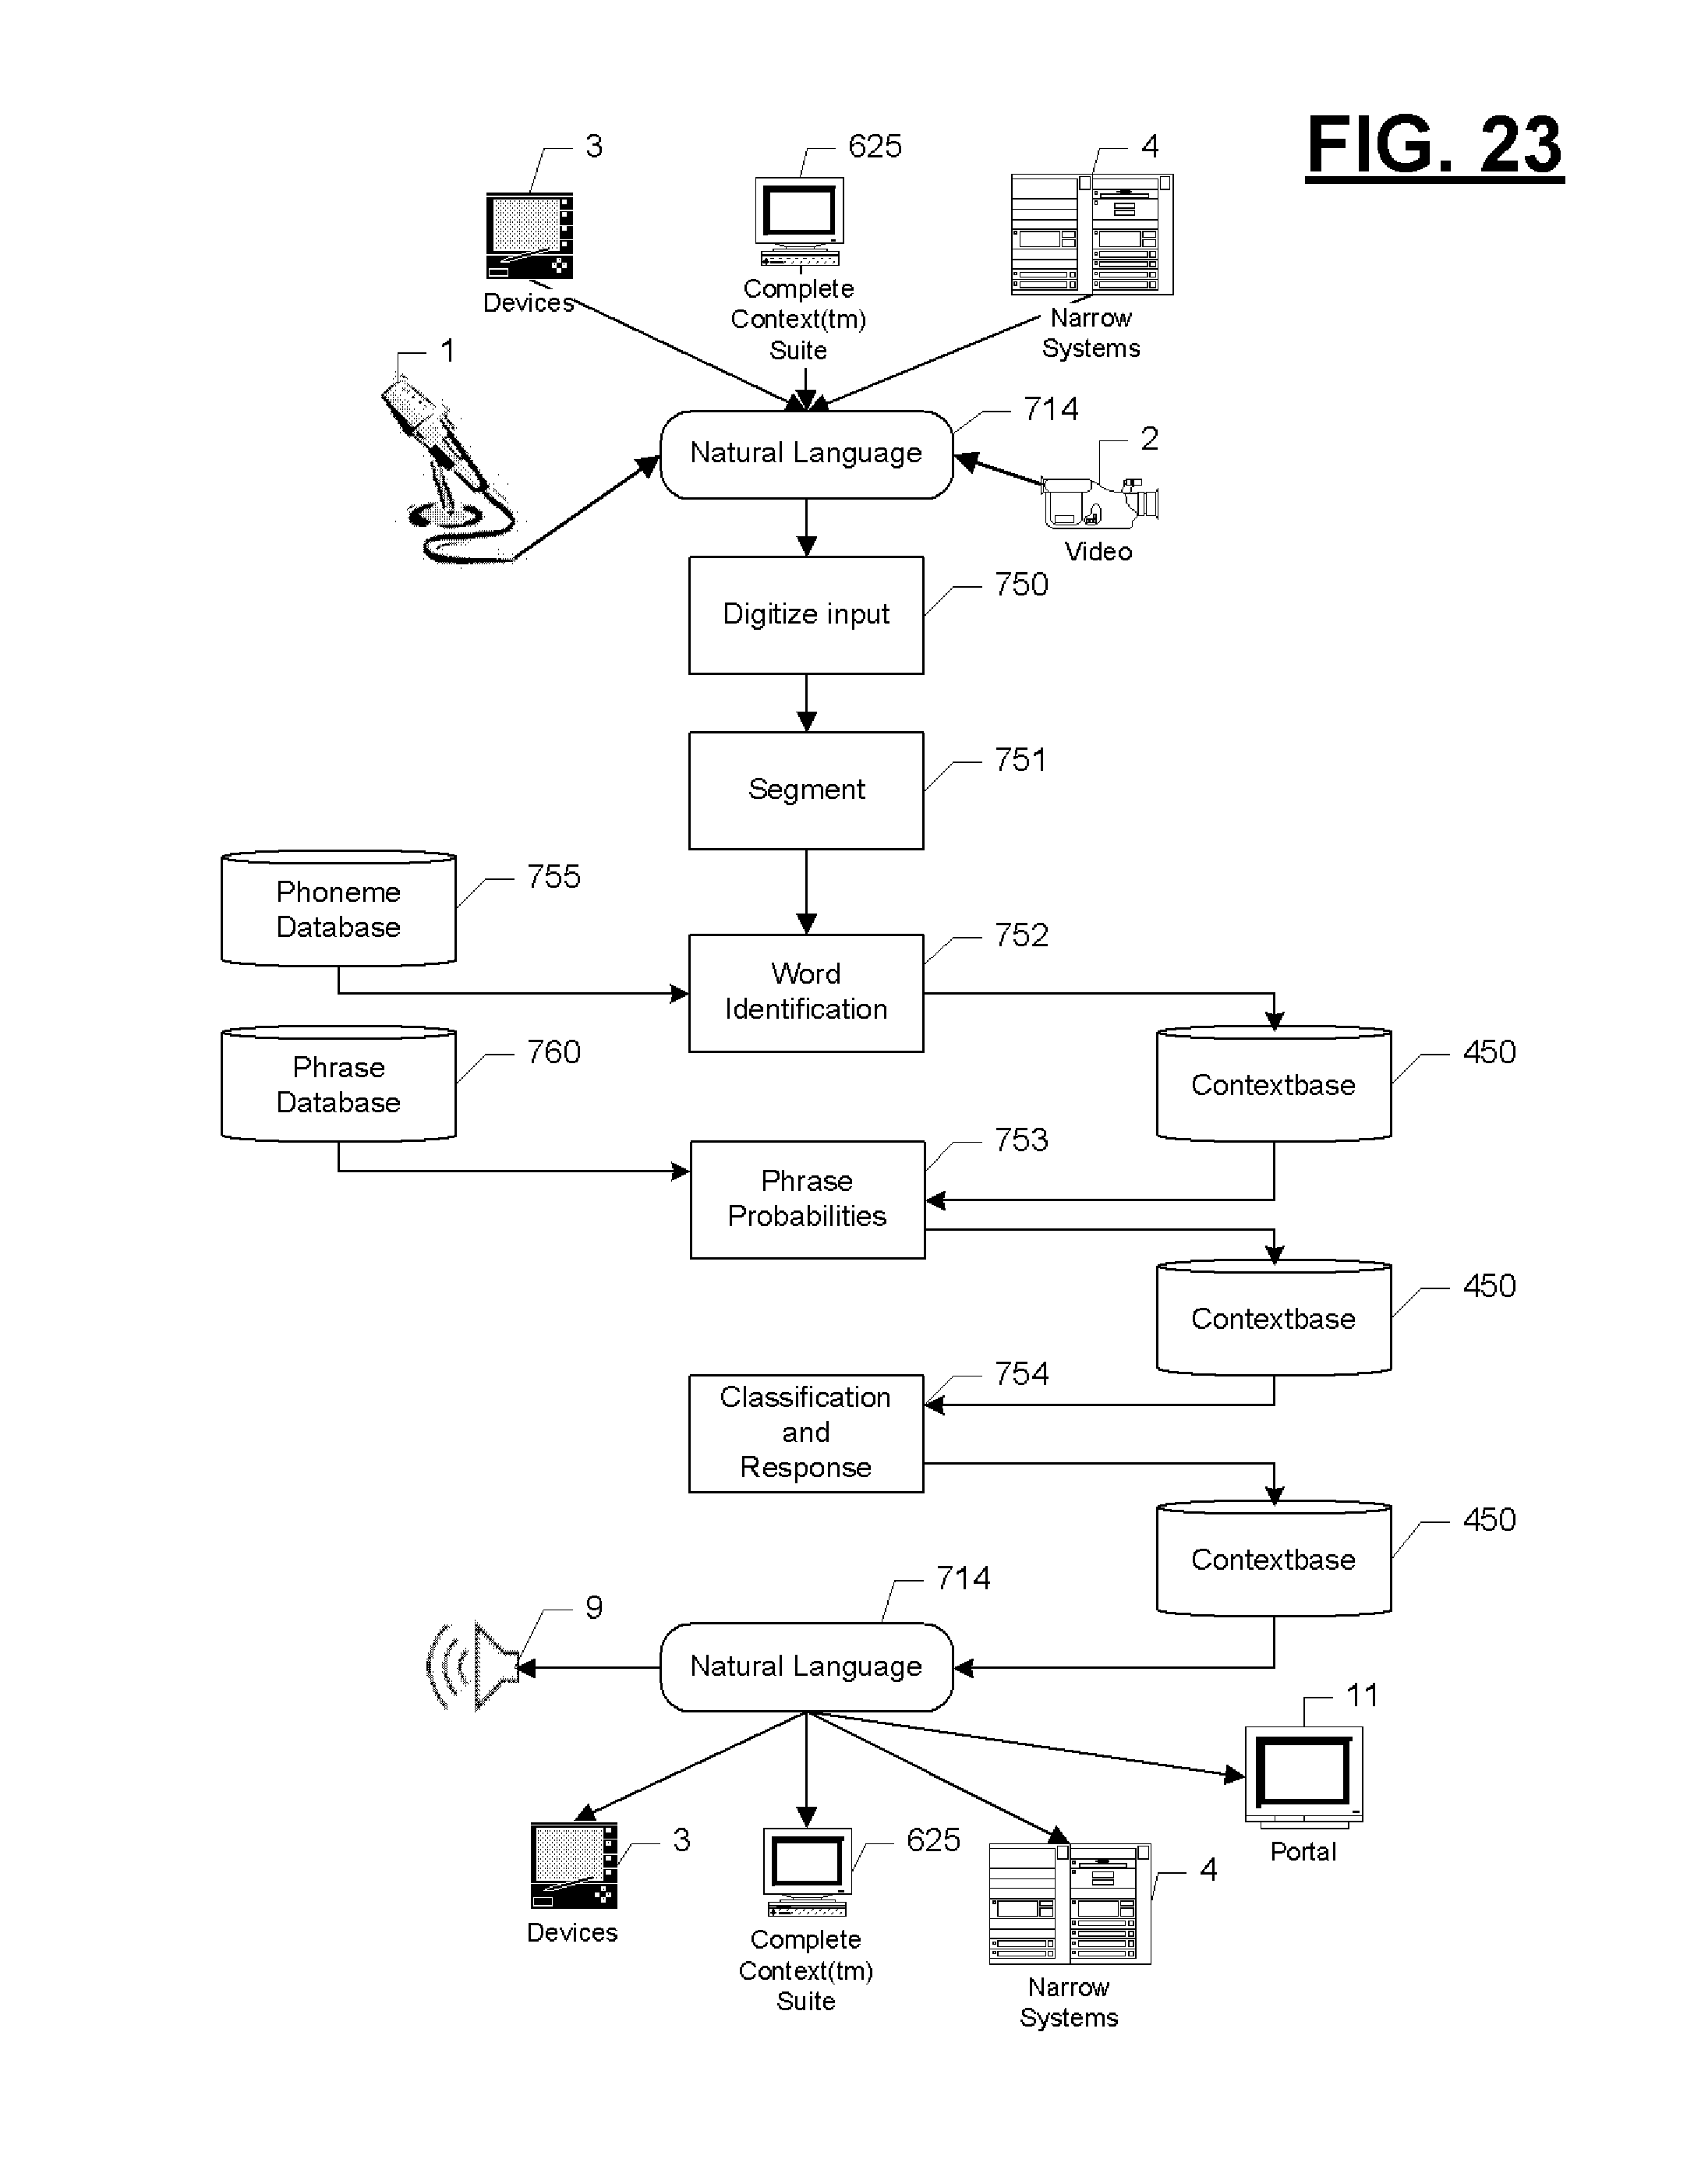 FIG. 23
3
625
4
Devices
Complete
Context(tm)
Suite
Narrow
Systems
1
714
Natural Language
2
Video
750
Digitize input
751
Segment
755
Phoneme
Database
752
Word
Identification
760
Phrase
Database
450
Contextbase
753
Phrase
Probabilities
450
Contextbase
754
Classification
and
Response
450
Contextbase
714
9
Natural Language
11
Portal
3
Devices
625
Complete
Context(tm)
Suite
4
Narrow
Systems